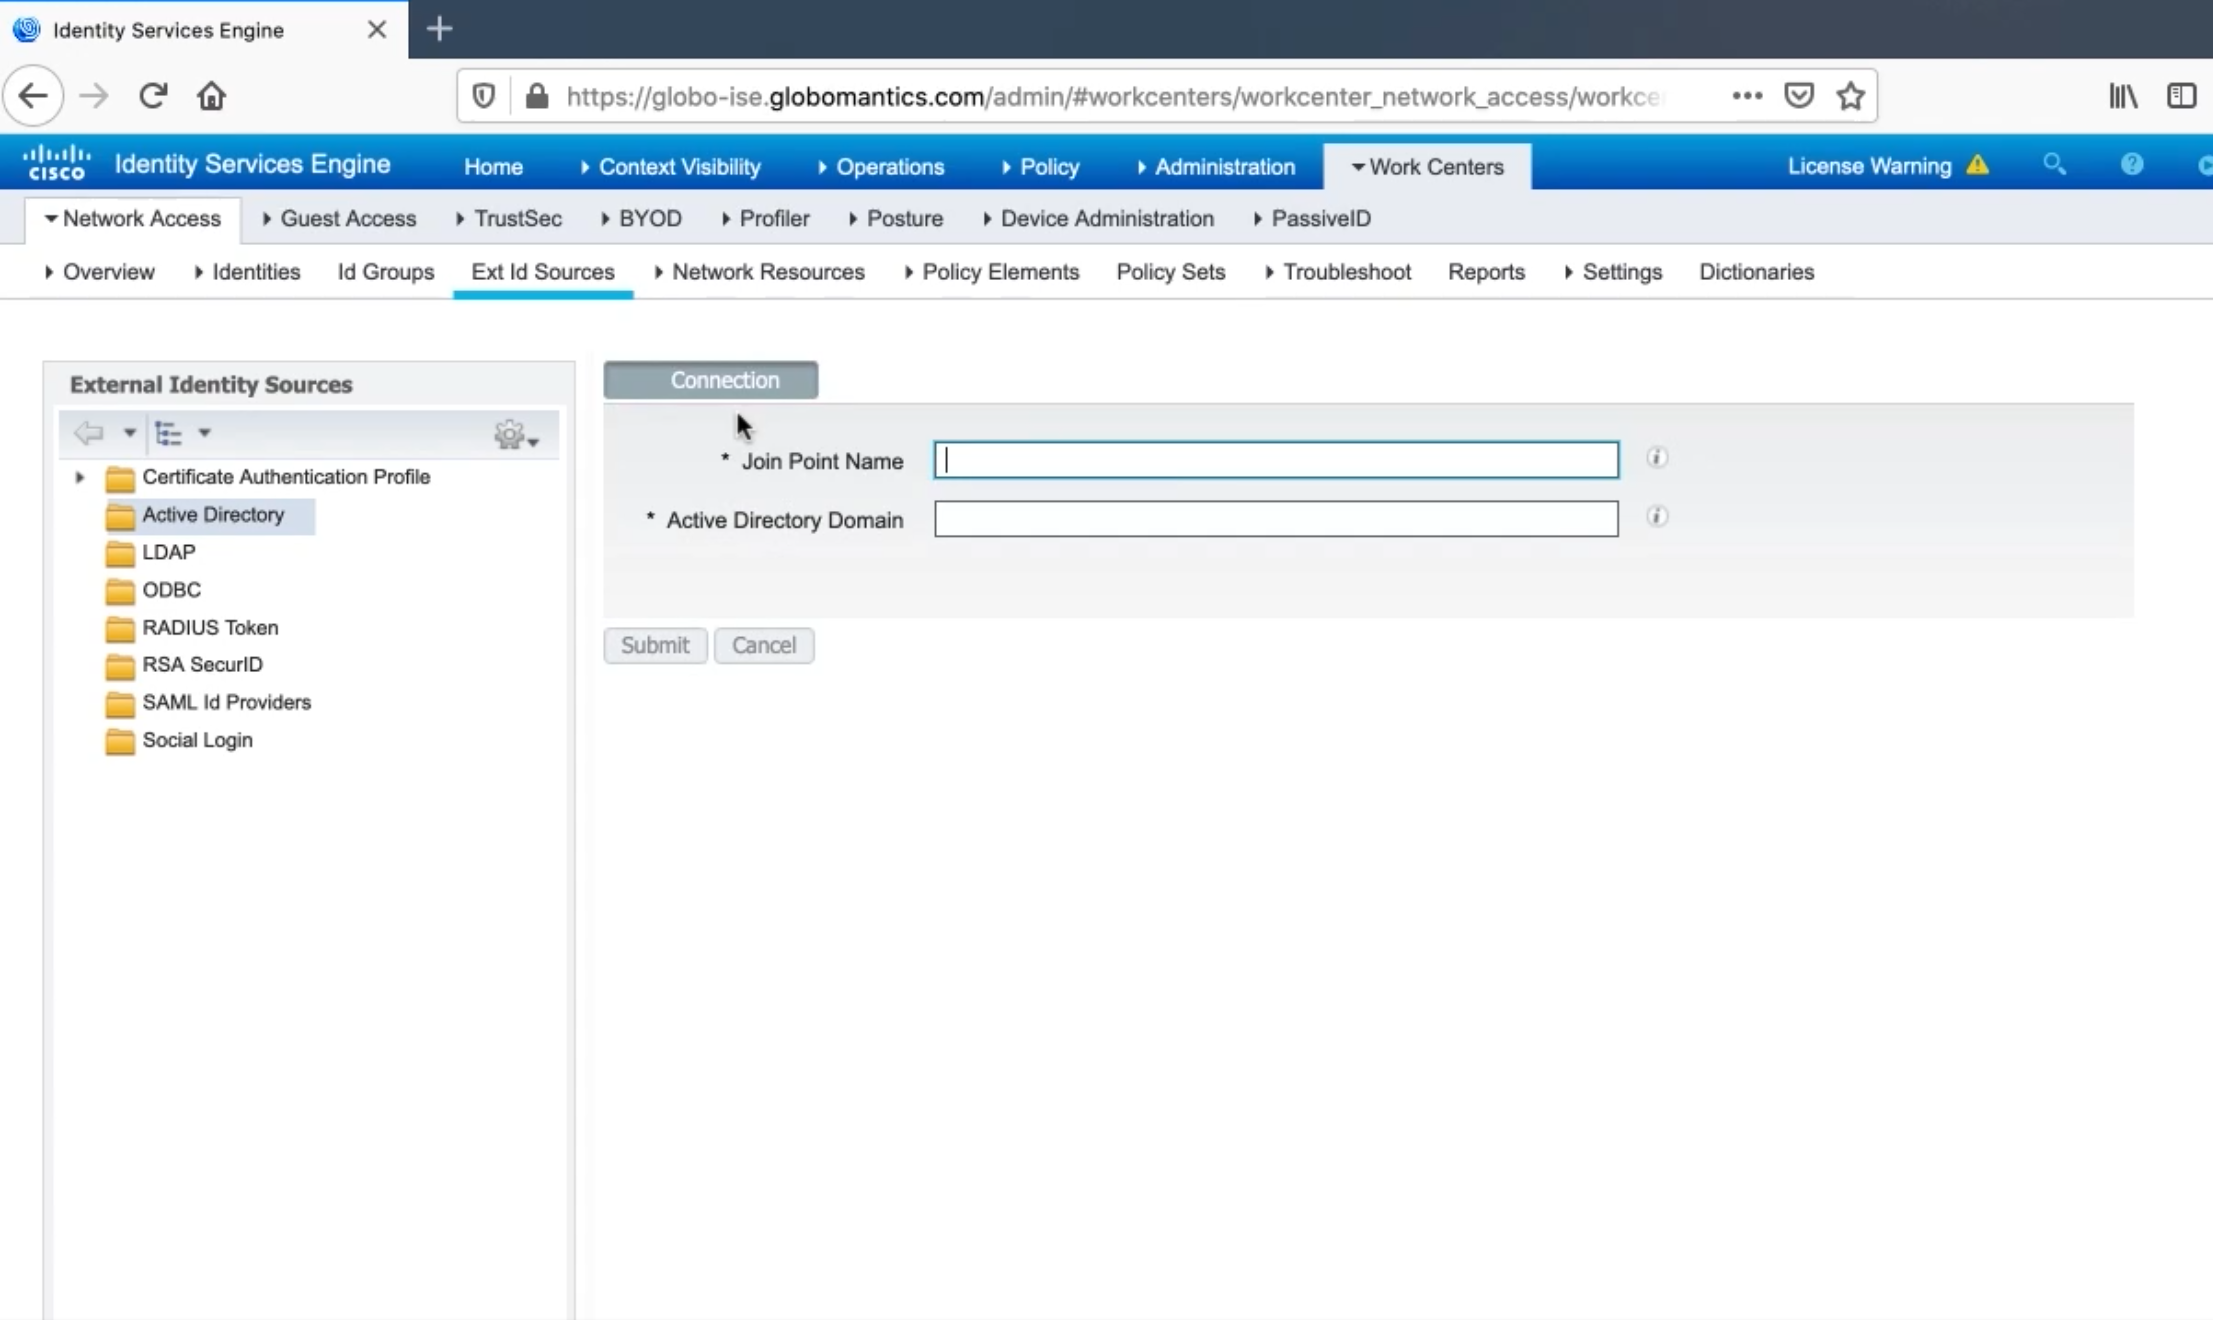 Identity Services Engine
https://globo-ise.globomantics.com/admin/#workcenters/workcenter_network_access/workce
cisco Identity Services Engine Home Context Visibility Operations Policy Administration Work Centers License Warning
Network Access Guest Access TrustSec BYOD Profiler Posture Device Administration PassiveID
Overview Identities Id Groups Ext Id Sources Network Resources Policy Elements Policy Sets Troubleshoot Reports Settings Dictionaries
External Identity Sources
Certificate Authentication Profile
Active Directory
LDAP
ODBC
RADIUS Token
RSA SecurID
SAML Id Providers
Social Login
Connection
* Join Point Name
* Active Directory Domain
Submit Cancel